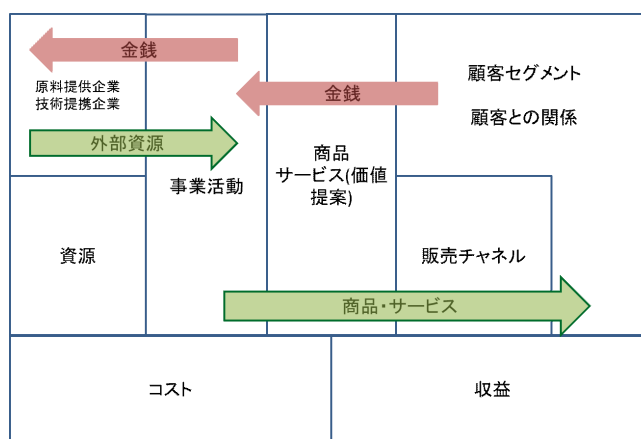 金銭
原料提供企業
技術提携企業
外部資源
事業活動
資源
金銭
商品
サービス(価値
提案)
顧客セグメント
顧客との関係
販売チャネル
商品・サービス
コスト
収益